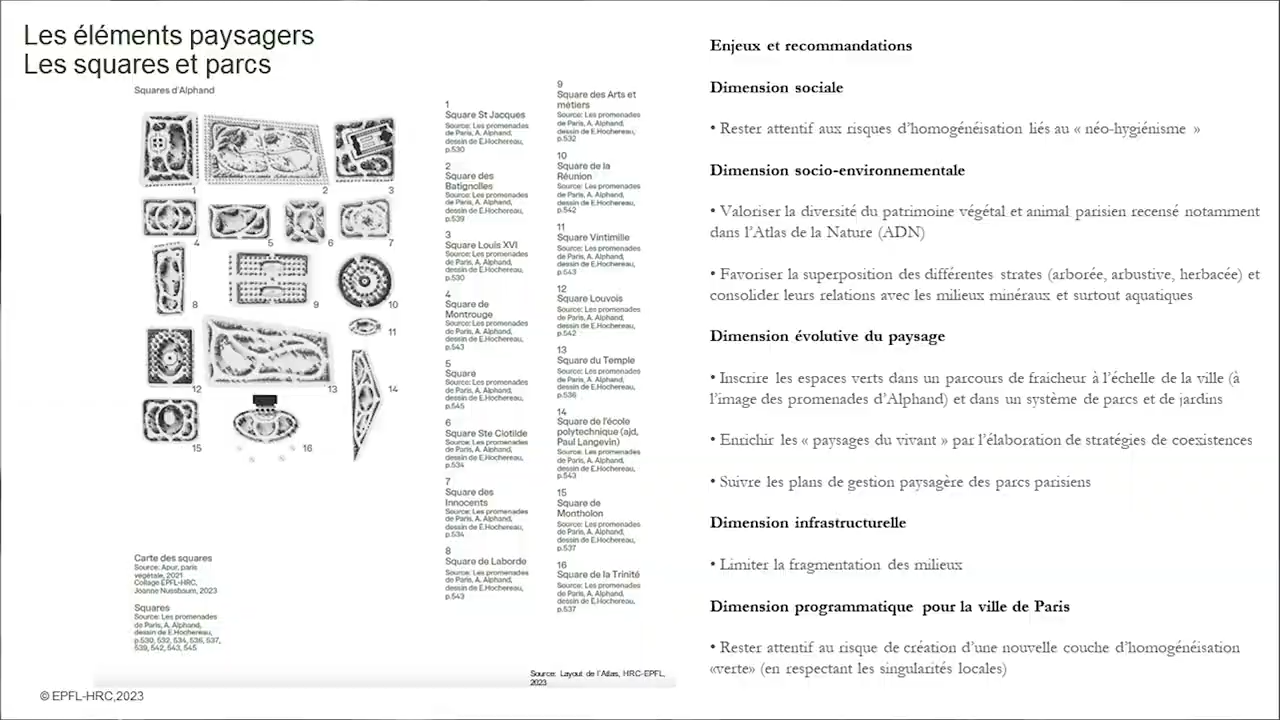 Les éléments paysagers
Les squares et parcs
Squares d'Alphand
1
2
3
4
5
6
7
8
9
10
11
12
13
14
15
16
Carte des squares
Source: Apur, paris
végétale, 2021
Collage EPFL-HRC,
Joanne Nussbaum, 2023
Squares
Source: Les promenades
de Paris, A. Alphand,
dessin de E.Hochereau,
p.530, 532, 534, 536, 537,
539, 542, 543, 545
1
Square St Jacques
Source: Les promenades
de Paris, A. Alphand,
dessin de E.Hochereau,
p.530
2
Square des
Batignolles
Source: Les promenades
de Paris, A. Alphand,
dessin de E.Hochereau,
p.539
3
Square Louis XVI
Source: Les promenades
de Paris, A. Alphand,
dessin de E.Hochereau,
p.530
4
Square de
Montrouge
Source: Les promenades
de Paris, A. Alphand,
dessin de E.Hochereau,
p.543
5
Square
Source: Les promenades
de Paris, A. Alphand,
dessin de E.Hochereau,
p.545
6
Square Ste Clotilde
Source: Les promenades
de Paris, A. Alphand,
dessin de E.Hochereau,
p.534
7
Square des
Innocents
Source: Les promenades
de Paris, A. Alphand,
dessin de E.Hochereau,
p.534
8
Square de Laborde
Source: Les promenades
de Paris, A. Alphand,
dessin de E.Hochereau,
p.543
9
Square des Arts et
métiers
Source: Les promenades
de Paris, A. Alphand,
dessin de E.Hochereau,
p.532
10
Square de la
Réunion
Source: Les promenades
de Paris, A. Alphand,
dessin de E.Hochereau,
p.542
11
Square Vintimille
Source: Les promenades
de Paris, A. Alphand,
dessin de E.Hochereau,
p.543
12
Square Louvois
Source: Les promenades
de Paris, A. Alphand,
dessin de E.Hochereau,
p.542
13
Square du Temple
Source: Les promenades
de Paris, A. Alphand,
dessin de E.Hochereau,
p.536
14
Square de l'école
polytechnique (ajd,
Paul Langevin)
Source: Les promenades
de Paris, A. Alphand,
dessin de E.Hochereau,
p.543
15
Square de
Montholon
Source: Les promenades
de Paris, A. Alphand,
dessin de E.Hochereau,
p.537
16
Square de la Trinité
Source: Les promenades
de Paris, A. Alphand,
dessin de E.Hochereau,
p.537
Source: Layout de l'Atlas, HRC-EPFL,
2023
© EPFL-HRC,2023
Enjeux et recommandations
Dimension sociale
• Rester attentif aux risques d'homogénéisation liés au « néo-hygiénisme »
Dimension socio-environnementale
• Valoriser la diversité du patrimoine végétal et animal parisien recensé notamment
dans l'Atlas de la Nature (ADN)
• Favoriser la superposition des différentes strates (arborée, arbustive, herbacée) et
consolider leurs relations avec les milieux minéraux et surtout aquatiques
Dimension évolutive du paysage
• Inscrire les espaces verts dans un parcours de fraîcheur à l'échelle de la ville (à
l'image des promenades d'Alphand) et dans un système de parcs et de jardins
• Enrichir les « paysages du vivant » par l'élaboration de stratégies de coexistences
• Suivre les plans de gestion paysagère des parcs parisiens
Dimension infrastructurelle
• Limiter la fragmentation des milieux
Dimension programmatique pour la ville de Paris
• Rester attentif au risque de création d'une nouvelle couche d'homogénéisation
«verte» (en respectant les singularités locales)